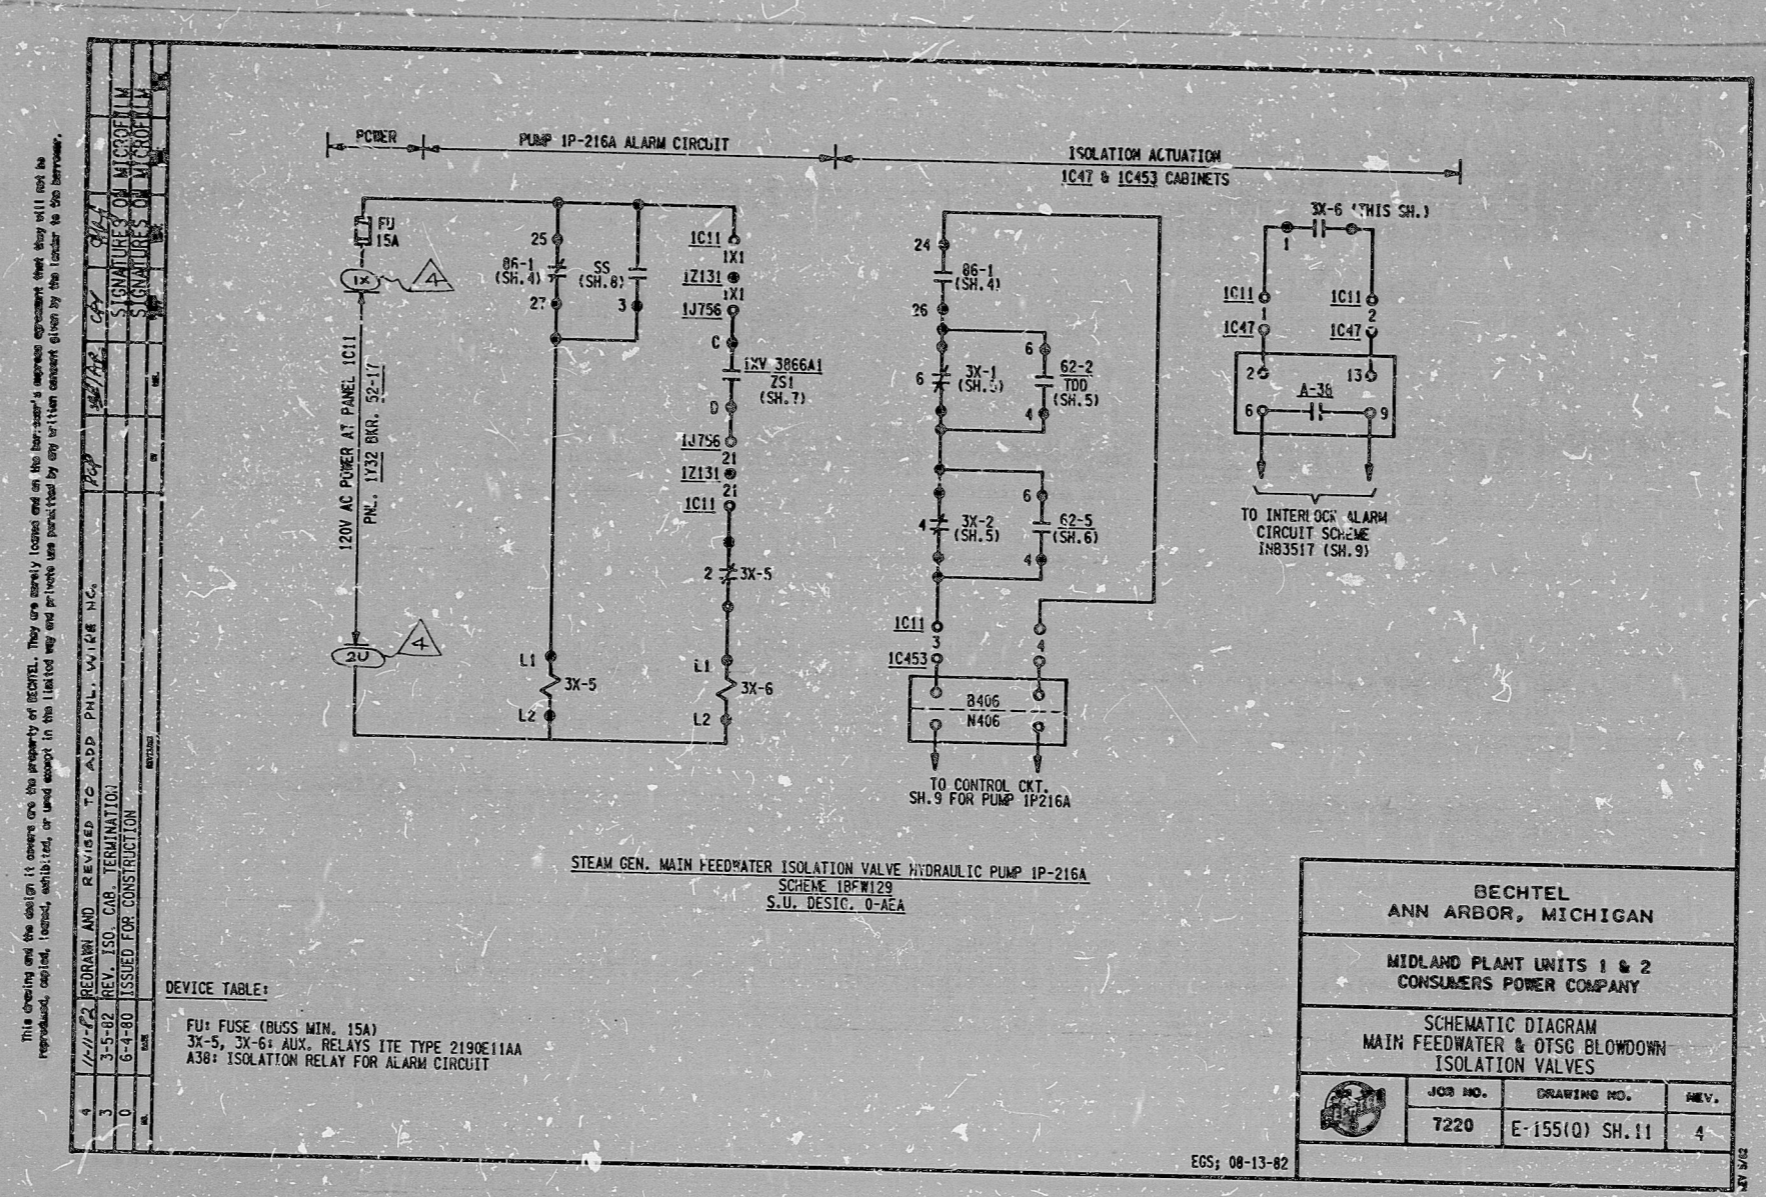 POWER
PUMP 1P-216A ALARM CIRCUIT
ISOLATION ACTUATION
1C47 & 1C453 CABINETS
FU
15A
1X
4
120V AC POWER AT PANEL 1C11
PNL. 1Y32 BKR. 52-17
2U
4
25
86-1
(SH.4)
27
SS
(SH.8)
3
L1
3X-5
L2
1C11
1X1
1Z131
1X1
1J756
C
1XV 3866A1
ZS1
(SH.7)
D
1J756
21
1Z131
21
1C11
2
3X-5
L1
3X-6
L2
24
86-1
(SH.4)
26
6
3X-1
6
62-2
TDO
(SH.5)
4
4
3X-2
(SH.5)
6
62-5
(SH.6)
4
1C11
3
4
1C453
B406
N406
TO CONTROL CKT.
SH.9 FOR PUMP 1P216A
3X-6 (THIS SH.)
1
1C11
1C11
1
2
1C47
1C47
2
13
A-38
6
9
TO INTERLOCK ALARM
CIRCUIT SCHEME
1NB3517 (SH.9)
STEAM GEN. MAIN FEEDWATER ISOLATION VALVE HYDRAULIC PUMP 1P-216A
SCHEME 1BFW129
S.U. DESIG. 0-AEA
DEVICE TABLE:
FU: FUSE (BUSS MIN. 15A)
3X-5, 3X-6: AUX. RELAYS ITE TYPE 2190E11AA
A38: ISOLATION RELAY FOR ALARM CIRCUIT
BECHTEL
ANN ARBOR, MICHIGAN
MIDLAND PLANT UNITS 1 & 2
CONSUMERS POWER COMPANY
SCHEMATIC DIAGRAM
MAIN FEEDWATER & OTSG BLOWDOWN
ISOLATION VALVES
BECHTEL
JOB NO.
DRAWING NO.
REV.
7220
E-155(Q) SH.11
4
EGS; 08-13-82
REV 5/82
This drawing and the design it covers are the property of BECHTEL. They are merely loaned and on the borrower's express agreement that they will not be
reproduced, copied, loaned, exhibited, or used except in the limited way and private use permitted by any written consent given by the lender to the borrower.
4 11-11-82 REDRAWN AND REVISED TO ADD PNL. WIRE NO.
3 3-5-82 REV. ISO. CAB. TERMINATION SIGNATURES ON MICROFILM
0 6-4-80 ISSUED FOR CONSTRUCTION SIGNATURES ON MICROFILM
NO. DATE REVISIONS BY